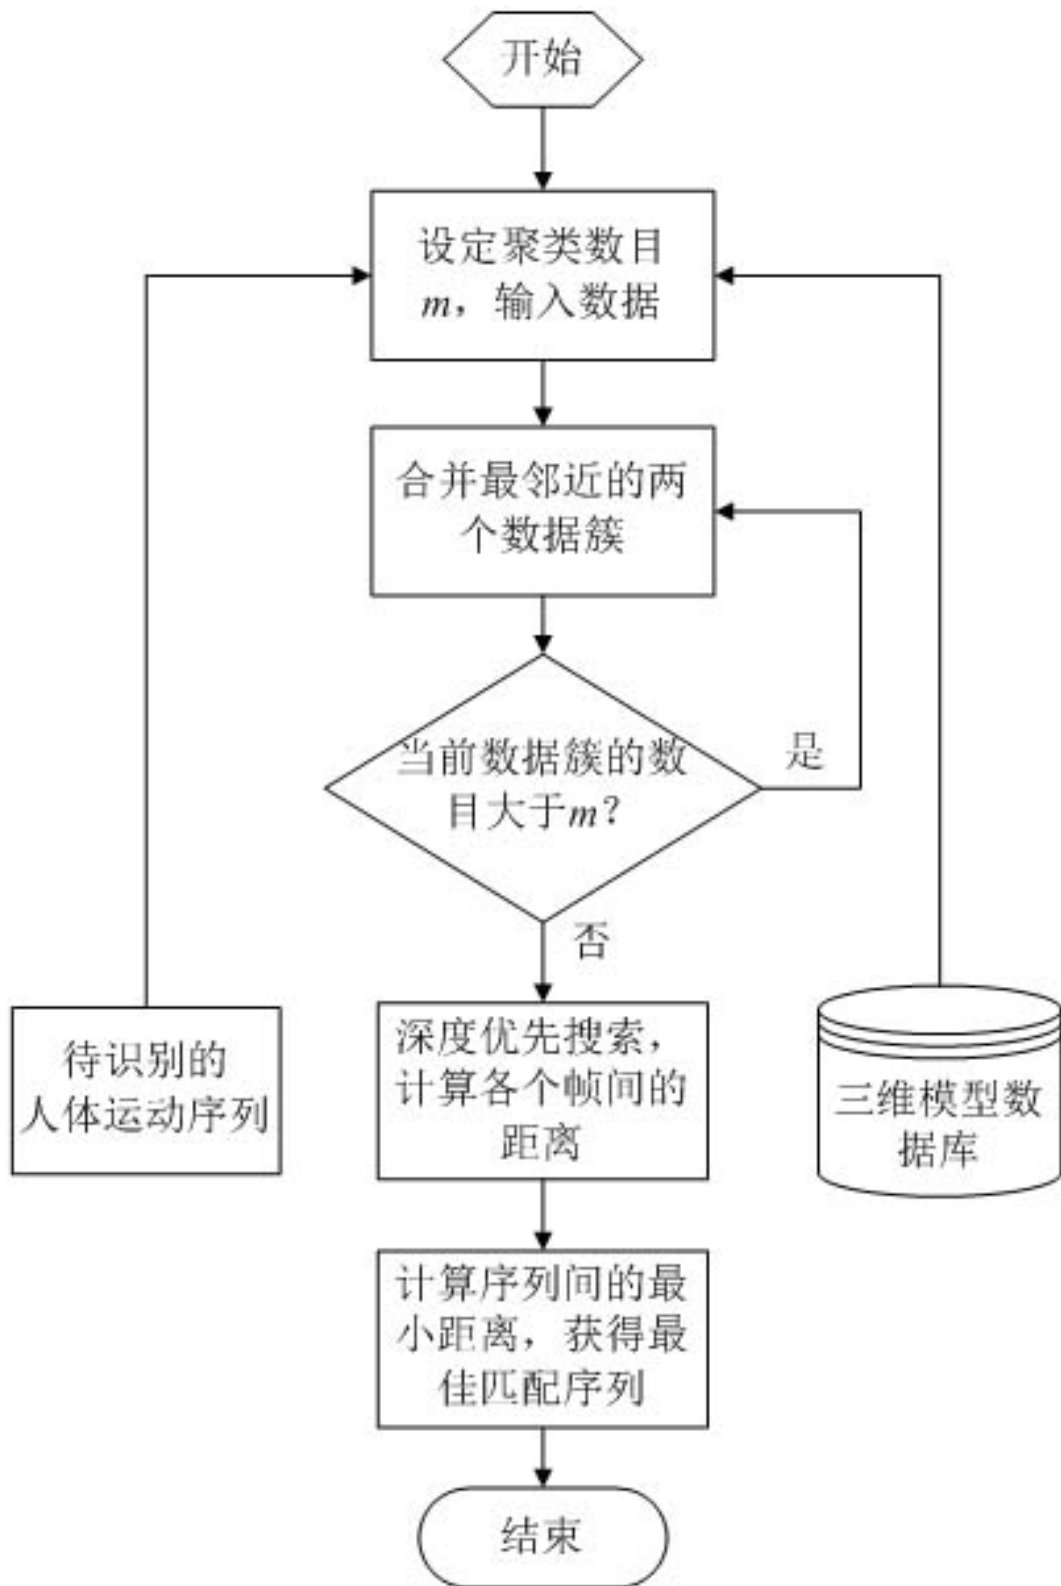 开始
设定聚类数目
m，输入数据
合并最邻近的两
个数据簇
当前数据簇的数
目大于m？
是
否
待识别的
人体运动序列
深度优先搜索，
计算各个帧间的
距离
三维模型数
据库
计算序列间的最
小距离，获得最
佳匹配序列
结束